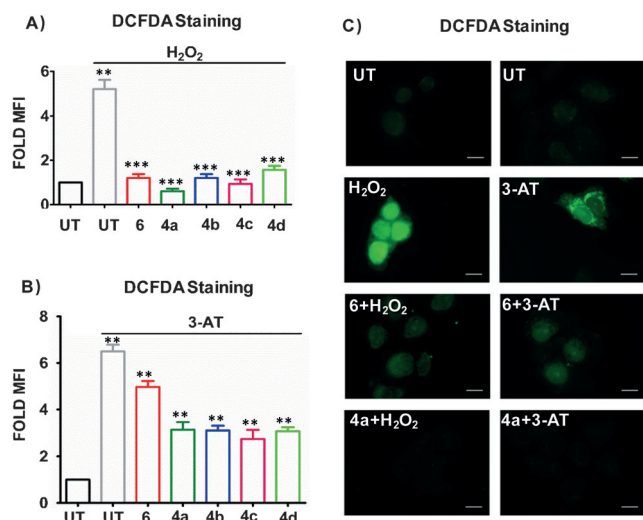 A)
DCFDA Staining
H₂O₂
FOLD MFI
6
4
2
0
**
***
***
***
***
***
UT
UT
6
4a
4b
4c
4d
B)
DCFDA Staining
3-AT
FOLD MFI
8
6
4
2
0
**
**
**
**
**
**
UT
UT
6
4a
4b
4c
4d
C)
DCFDA Staining
UT
UT
H₂O₂
3-AT
6+H₂O₂
6+3-AT
4a+H₂O₂
4a+3-AT